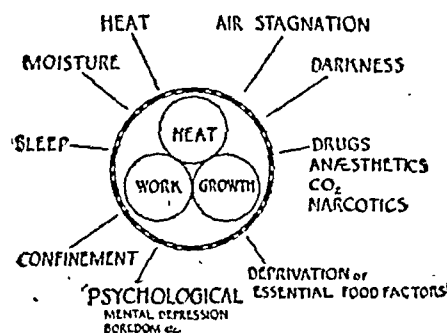 HEAT
AIR STAGNATION
MOISTURE
DARKNESS
SLEEP
HEAT
WORK
GROWTH
DRUGS
ANÆSTHETICS
CO₂
NARCOTICS
CONFINEMENT
PSYCHOLOGICAL
MENTAL DEPRESSION
BOREDOM etc.
DEPRIVATION of
ESSENTIAL FOOD FACTORS